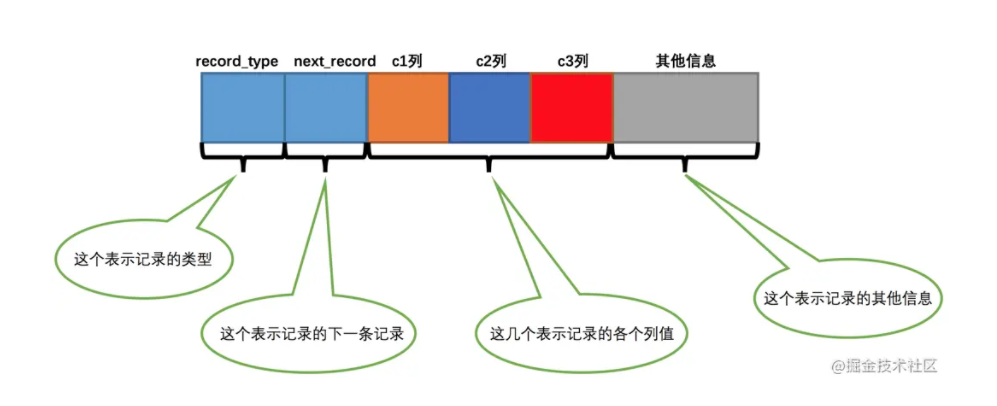 record_type next_record c1列 c2列 c3列 其他信息
这个表示记录的类型
这个表示记录的下一条记录
这几个表示记录的各个列值
这个表示记录的其他信息
@掘金技术社区